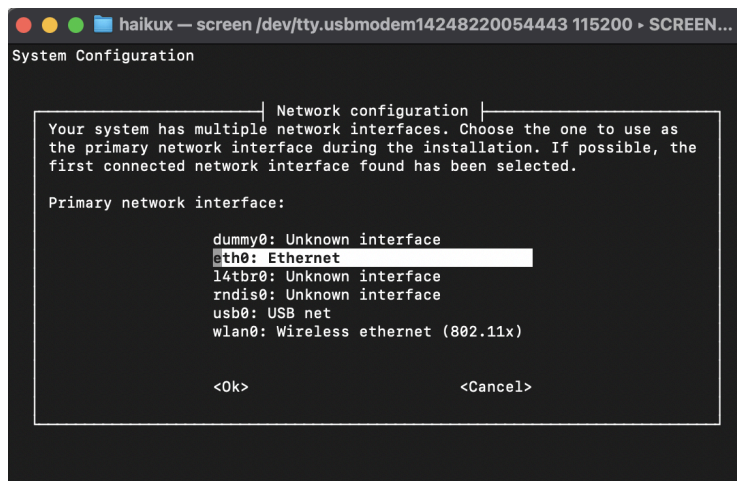 haikux — screen /dev/tty.usbmodem14248220054443 115200 ▸ SCREEN...
System Configuration
Network configuration
Your system has multiple network interfaces. Choose the one to use as
the primary network interface during the installation. If possible, the
first connected network interface found has been selected.
Primary network interface:
dummy0: Unknown interface
eth0: Ethernet
l4tbr0: Unknown interface
rndis0: Unknown interface
usb0: USB net
wlan0: Wireless ethernet (802.11x)
<Ok> <Cancel>